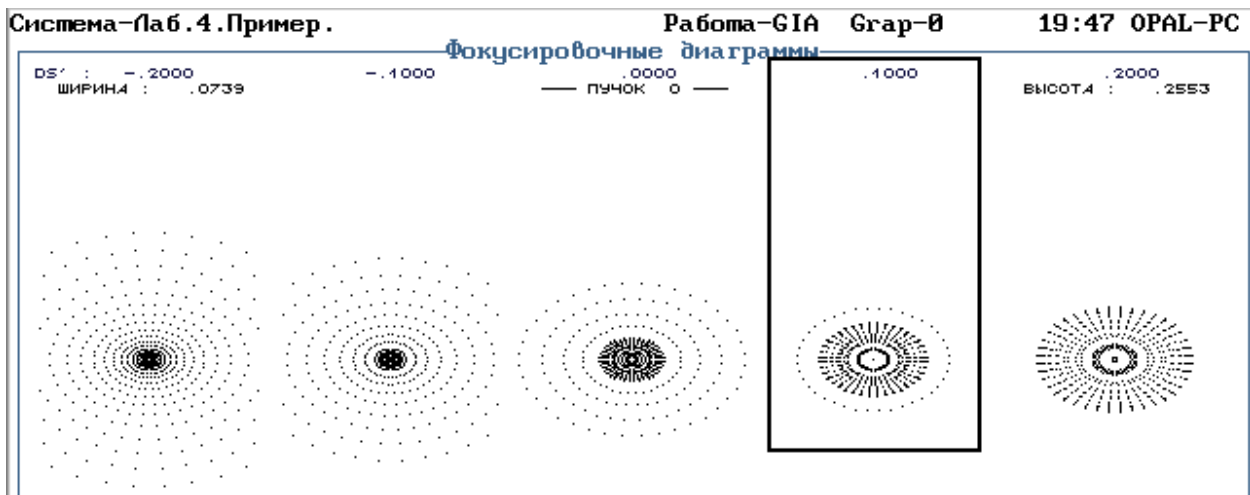 Система-Лаб.4.Пример. Работа-GIA Grap-0 19:47 OPAL-PC
Фокусировочные диаграммы
DS' : -.2000 -.1000 .0000 .1000 .2000
ШИРИНА : .0739 ПУЧОК 0 ВЫСОТА : .2553